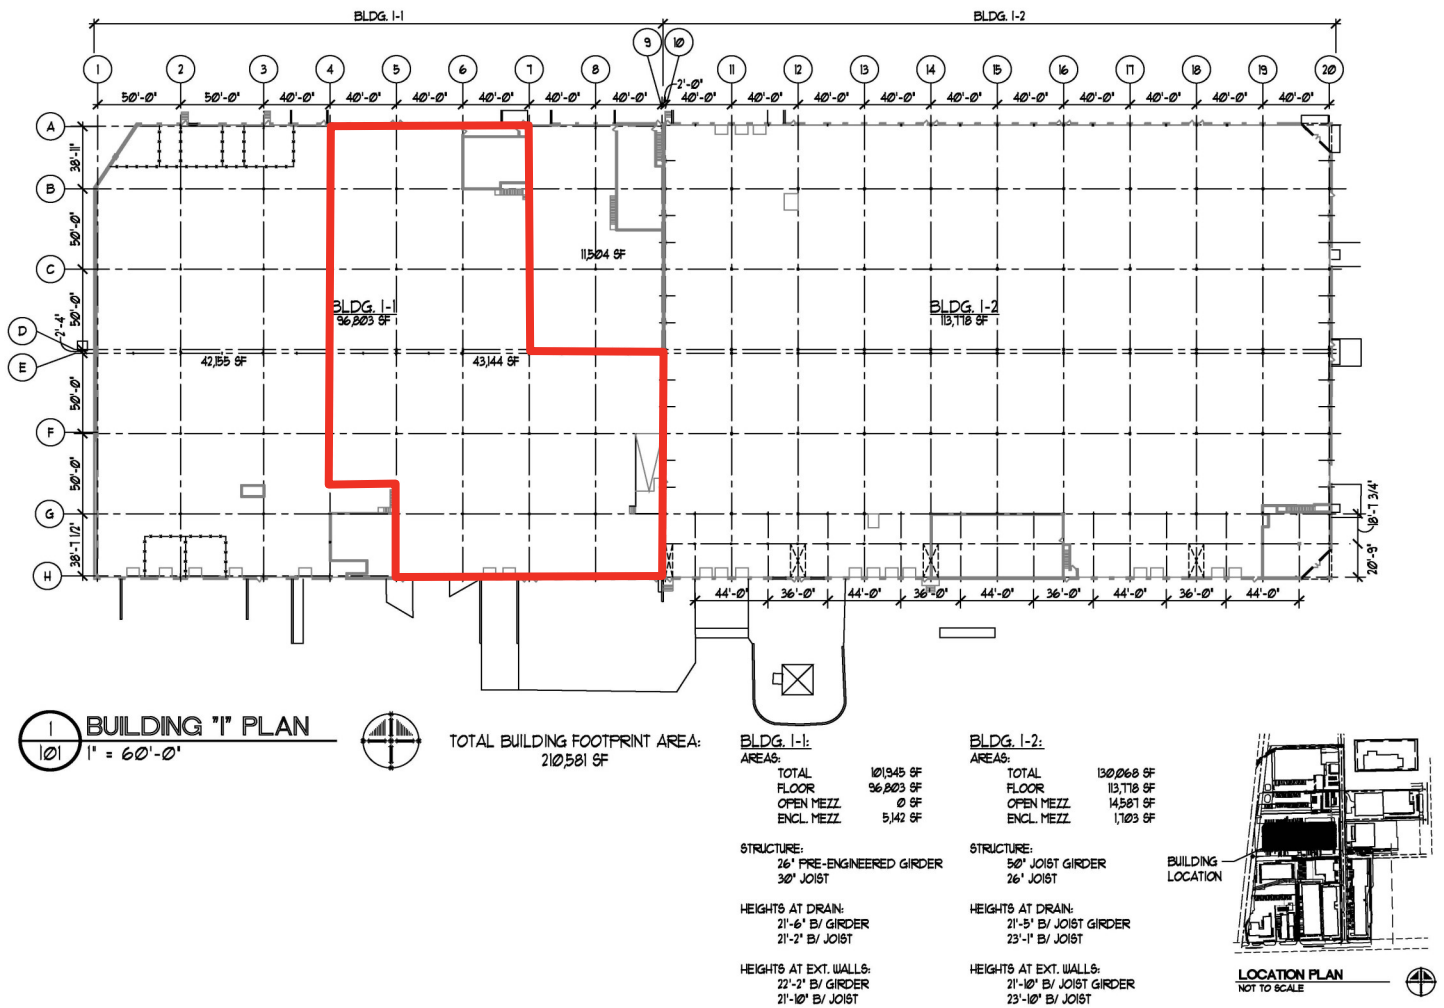 BLDG. I-1
BLDG. I-2
9 10
1 2 3 4 5 6 7 8 11 12 13 14 15 16 17 18 19 20
2'-0"
50'-0" 50'-0" 40'-0" 40'-0" 40'-0" 40'-0" 40'-0" 40'-0" 40'-0" 40'-0" 40'-0" 40'-0" 40'-0" 40'-0" 40'-0" 40'-0" 40'-0" 40'-0"
A
38'-11"
B
50'-0"
11,504 SF
C
50'-0"
BLDG. I-1
96,803 SF
BLDG. I-2
113,778 SF
D
2'-4"
E
42,155 SF
43,144 SF
50'-0"
F
50'-0"
G
18'-7 3/4"
38'-7 1/2"
20'-9"
H
44'-0" 36'-0" 44'-0" 36'-0" 44'-0" 36'-0" 44'-0" 36'-0" 44'-0"
1
101
BUILDING "I" PLAN
1" = 60'-0"
TOTAL BUILDING FOOTPRINT AREA:
210,581 SF
BLDG. I-1:
AREAS:
TOTAL 101,945 SF
FLOOR 96,803 SF
OPEN MEZZ. 0 SF
ENCL. MEZZ. 5,142 SF
STRUCTURE:
26" PRE-ENGINEERED GIRDER
30" JOIST
HEIGHTS AT DRAIN:
21'-6" B/ GIRDER
21'-2" B/ JOIST
HEIGHTS AT EXT. WALLS:
22'-2" B/ GIRDER
21'-10" B/ JOIST
BLDG. I-2:
AREAS:
TOTAL 130,068 SF
FLOOR 113,778 SF
OPEN MEZZ. 14,587 SF
ENCL. MEZZ. 1,703 SF
STRUCTURE:
50" JOIST GIRDER
26" JOIST
HEIGHTS AT DRAIN:
21'-5" B/ JOIST GIRDER
23'-1" B/ JOIST
HEIGHTS AT EXT. WALLS:
21'-10" B/ JOIST GIRDER
23'-10" B/ JOIST
BUILDING
LOCATION
LOCATION PLAN
NOT TO SCALE